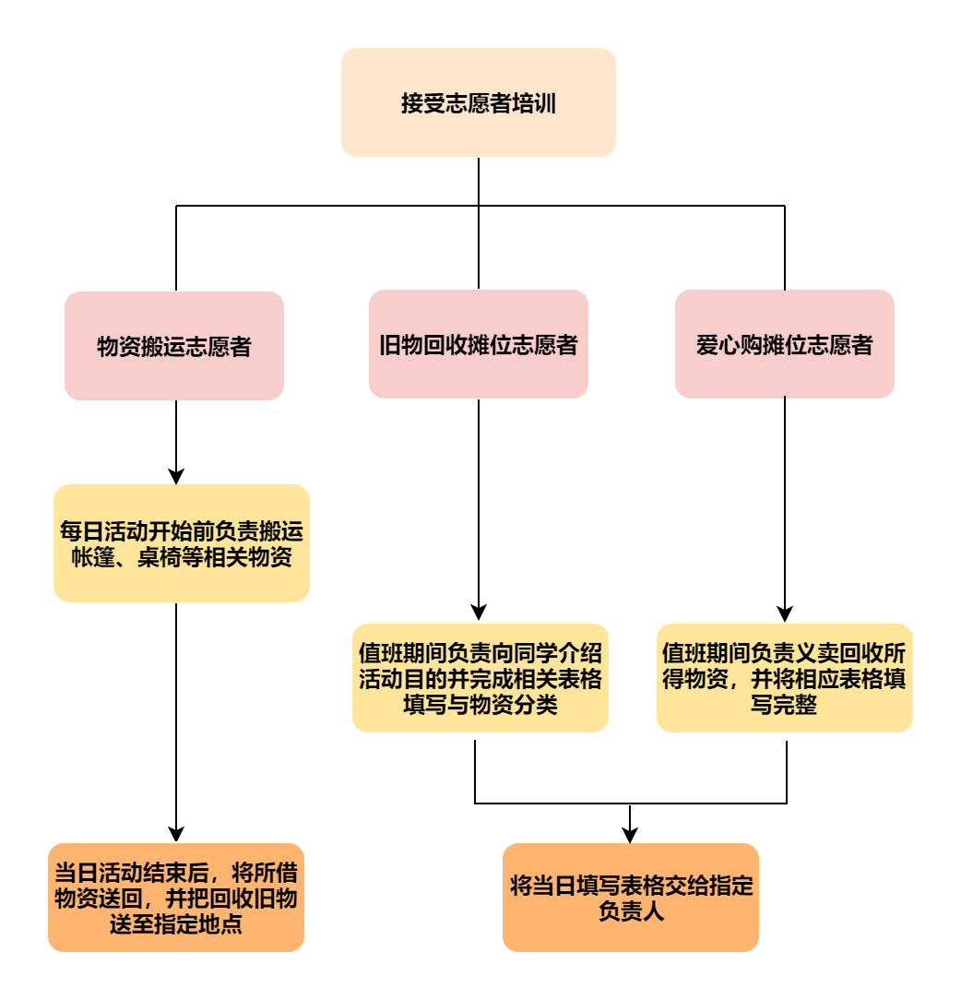 接受志愿者培训
物资搬运志愿者
旧物回收摊位志愿者
爱心购摊位志愿者
每日活动开始前负责搬运
帐篷、桌椅等相关物资
值班期间负责向同学介绍
活动目的并完成相关表格
填写与物资分类
值班期间负责义卖回收所
得物资，并将相应表格填
写完整
当日活动结束后，将所借
物资送回，并把回收旧物
送至指定地点
将当日填写表格交给指定
负责人